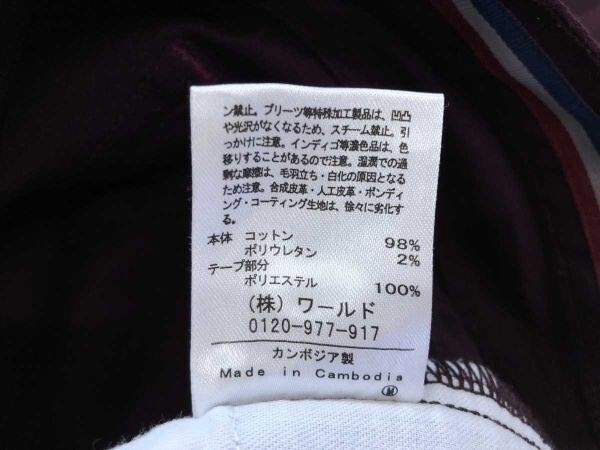 ン禁止。プリーツ等特殊加工製品は、凹凸
や光沢がなくなるため、スチーム禁止。引
っかけに注意。インディゴ等濃色品は、色
移りすることがあるので注意。湿潤での過
剰な摩擦は、毛羽立ち・白化の原因となる
ため注意。合成皮革・人工皮革・ボンディ
ング・コーティング生地は、徐々に劣化す
る。
本体 コットン 98%
ポリウレタン 2%
テープ部分
ポリエステル 100%
(株) ワールド
0120-977-917
カンボジア製
Made in Cambodia
M